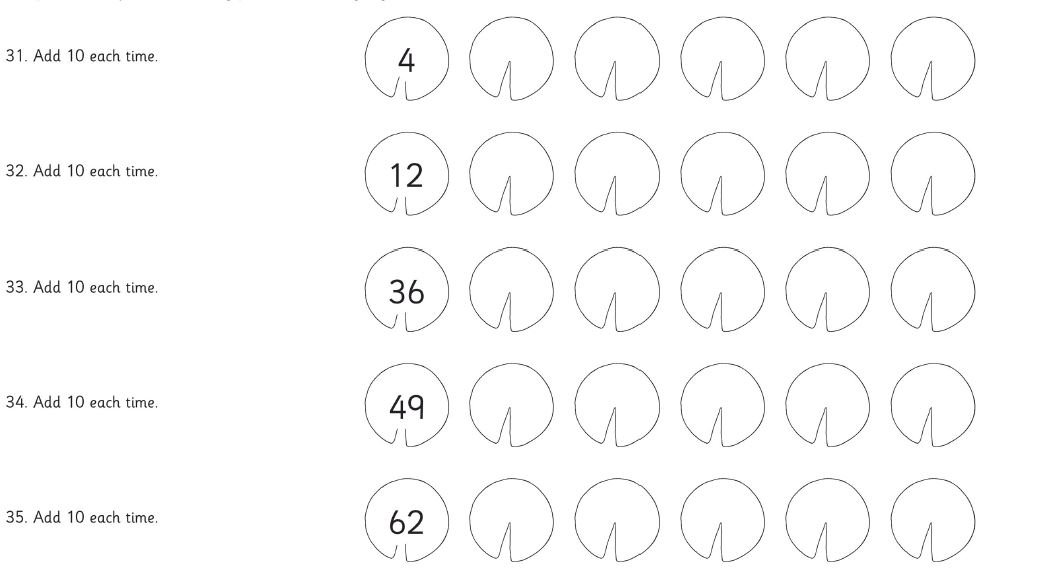 31. Add 10 each time. 4
32. Add 10 each time. 12
33. Add 10 each time. 36
34. Add 10 each time. 49
35. Add 10 each time. 62